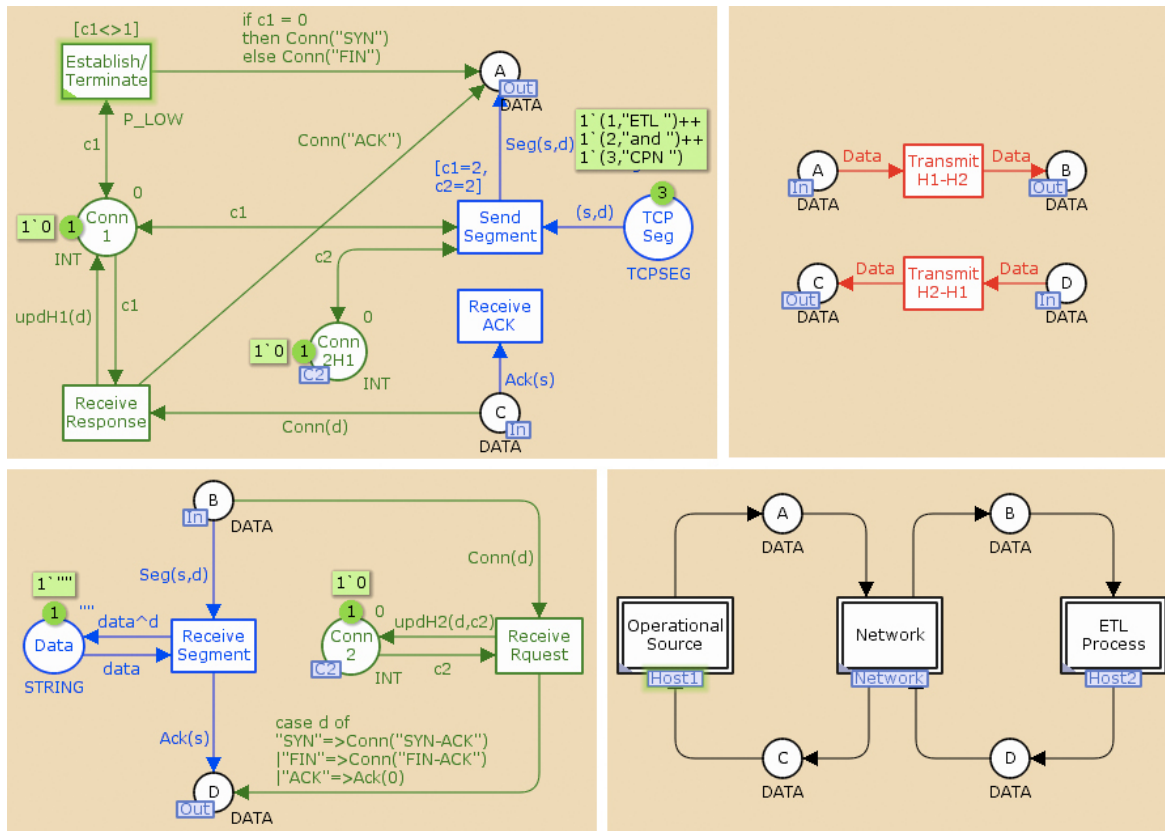 [c1<>1]
if c1 = 0
then Conn("SYN")
else Conn("FIN")
Establish/
Terminate
P_LOW
c1
A
Out
DATA
Conn("ACK")
Seg(s,d)
1`(1,"ETL ")++
1`(2,"and ")++
1`(3,"CPN ")
[c1=2,
c2=2]
3
0
1`0
1
Conn
1
INT
c1
Send
Segment
(s,d)
TCP
Seg
TCPSEG
c2
updH1(d)
c1
0
1`0
1
Conn
2H1
C2
INT
Receive
ACK
Ack(s)
Receive
Response
Conn(d)
C
In
DATA
A
In
DATA
Data
Transmit
H1-H2
Data
B
Out
DATA
C
Out
DATA
Data
Transmit
H2-H1
Data
D
In
DATA
B
In
DATA
Seg(s,d)
Conn(d)
1`""
1
""
Data
STRING
data^d
data
Receive
Segment
1`0
1
0
Conn
2
C2
INT
updH2(d,c2)
c2
Receive
Rquest
Ack(s)
case d of
"SYN"=>Conn("SYN-ACK")
|"FIN"=>Conn("FIN-ACK")
|"ACK"=>Ack(0)
D
Out
DATA
A
DATA
B
DATA
Operational
Source
Host1
Network
Network
ETL
Process
Host2
C
DATA
D
DATA